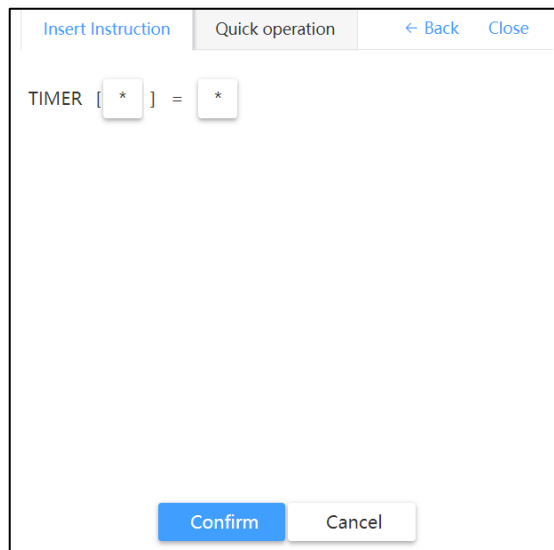 Insert Instruction Quick operation ← Back Close
TIMER [ * ] = *
Confirm Cancel